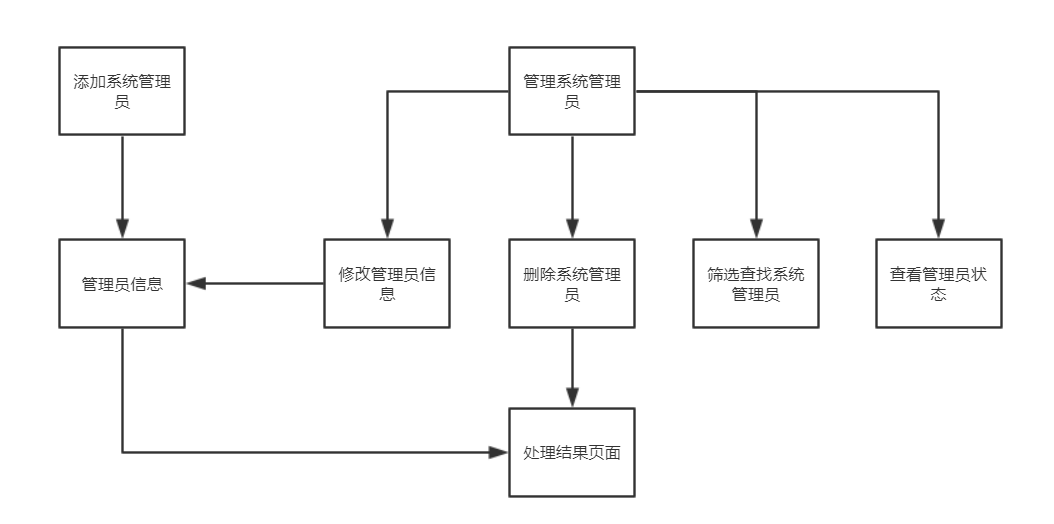 添加系统管理
员
管理系统管理
员
管理员信息
修改管理员信
息
删除系统管理
员
筛选查找系统
管理员
查看管理员状
态
处理结果页面